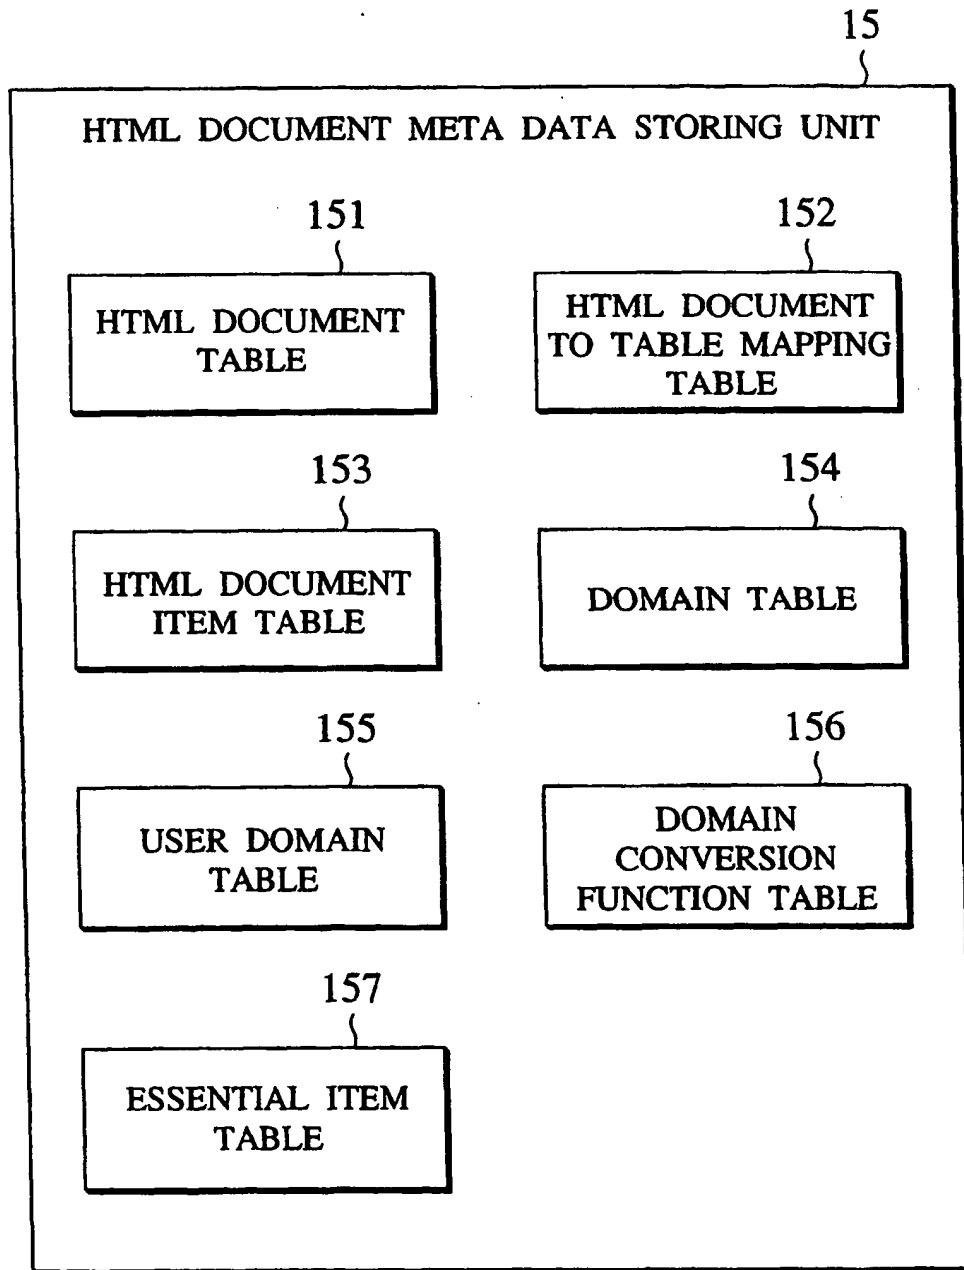 15
HTML DOCUMENT META DATA STORING UNIT
151
HTML DOCUMENT
TABLE
152
HTML DOCUMENT
TO TABLE MAPPING
TABLE
153
HTML DOCUMENT
ITEM TABLE
154
DOMAIN TABLE
155
USER DOMAIN
TABLE
156
DOMAIN
CONVERSION
FUNCTION TABLE
157
ESSENTIAL ITEM
TABLE